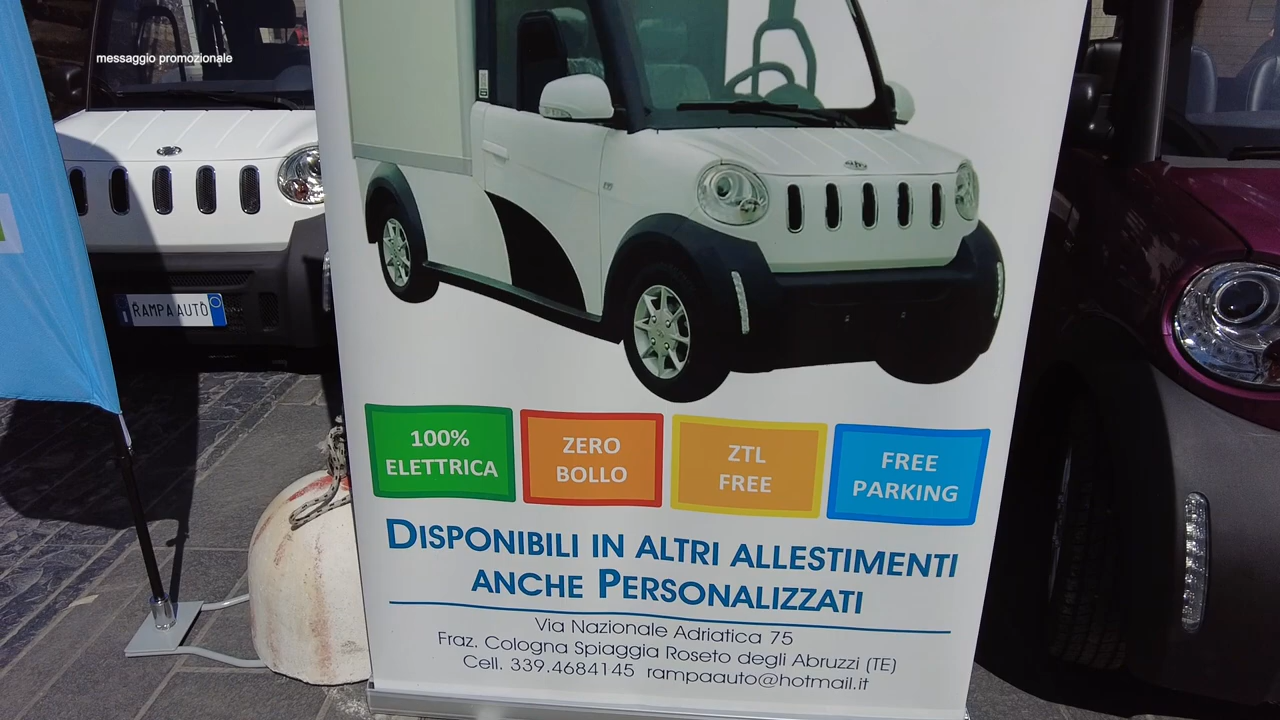 messaggio promozionale
RAMPA AUTO
100%
ELETTRICA
ZERO
BOLLO
ZTL
FREE
FREE
PARKING
DISPONIBILI IN ALTRI ALLESTIMENTI
ANCHE PERSONALIZZATI
Via Nazionale Adriatica 75
Fraz. Cologna Spiaggia Roseto degli Abruzzi (TE)
Cell. 339.4684145 rampaauto@hotmail.it